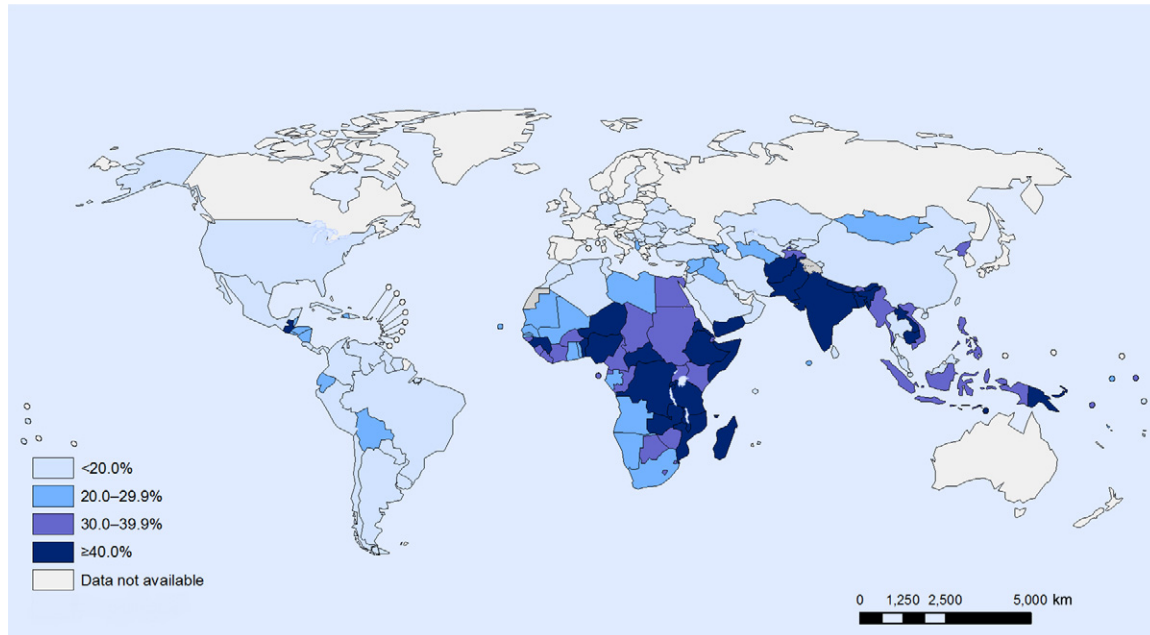 <20.0%
20.0–29.9%
30.0–39.9%
≥40.0%
Data not available
0 1,250 2,500 5,000 km